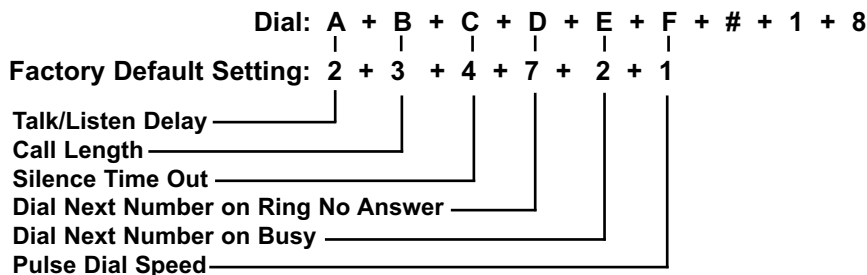 Dial: A + B + C + D + E + F + # + 1 + 8
Factory Default Setting: 2 + 3 + 4 + 7 + 2 + 1
Talk/Listen Delay
Call Length
Silence Time Out
Dial Next Number on Ring No Answer
Dial Next Number on Busy
Pulse Dial Speed